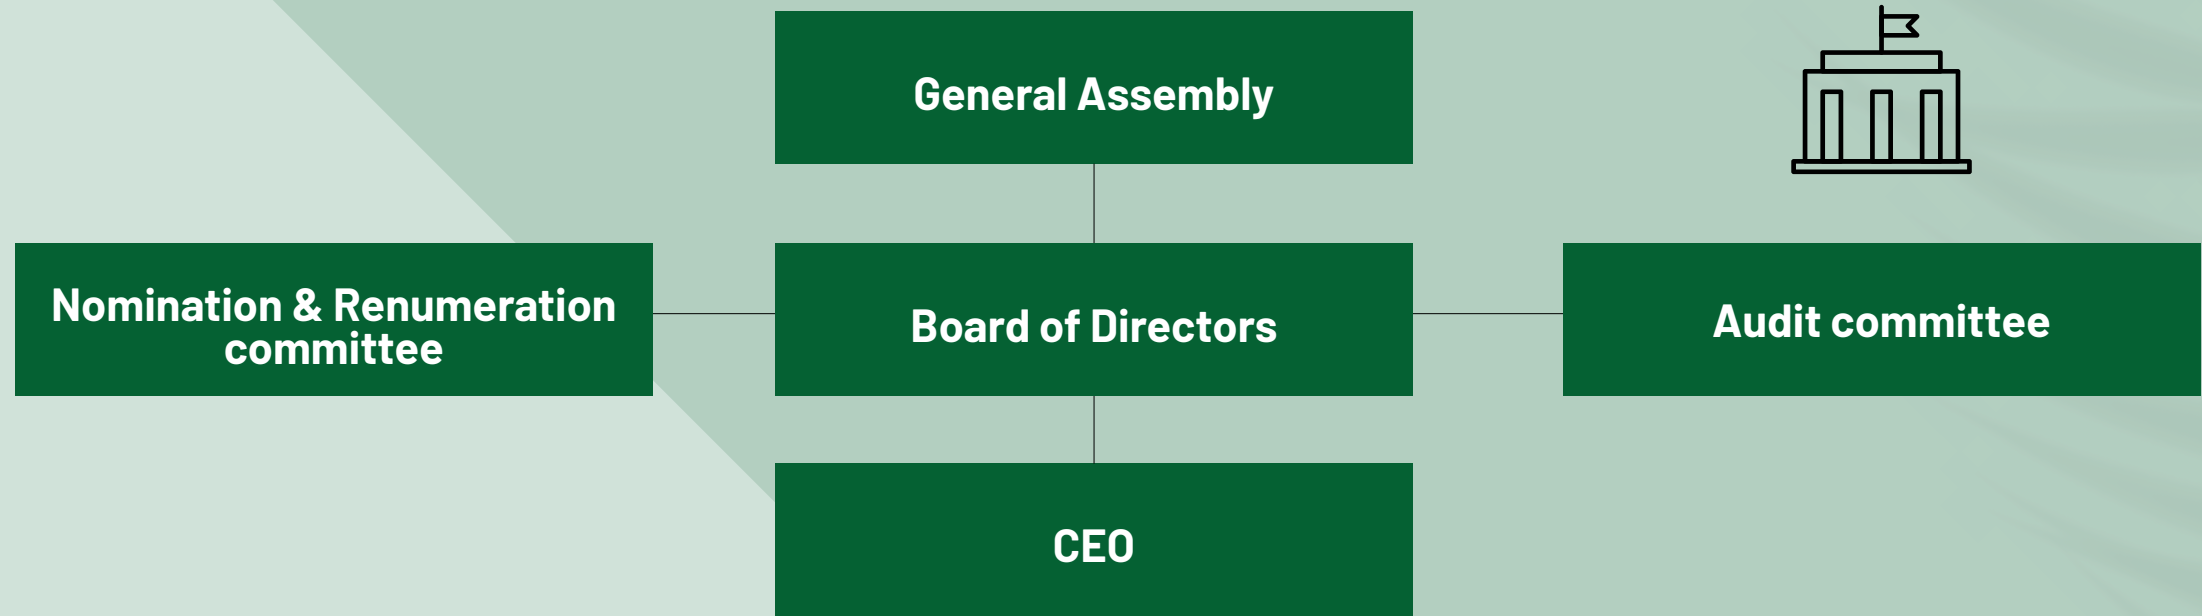 General Assembly
Nomination & Renumeration
committee
Board of Directors
Audit committee
CEO